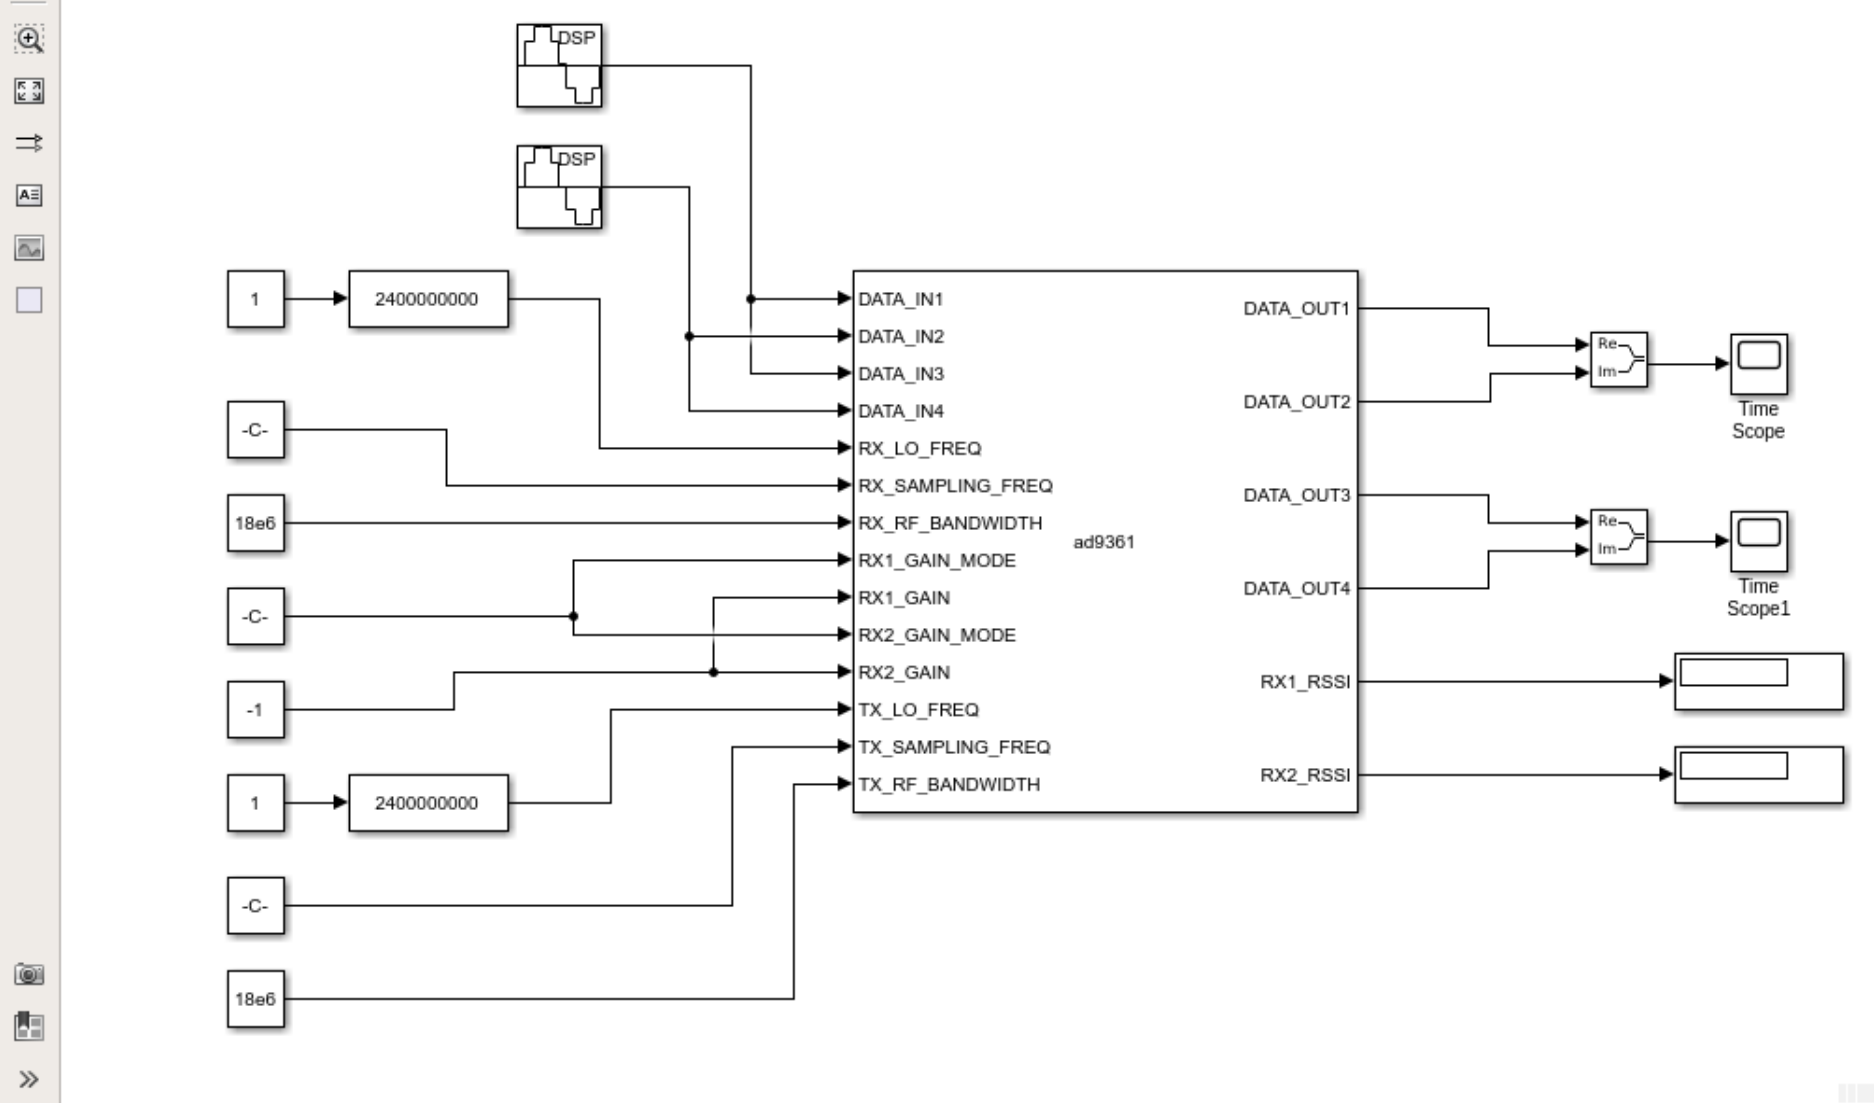 DSP
DSP
1
2400000000
-C-
18e6
-C-
-1
1
2400000000
-C-
18e6
DATA_IN1
DATA_IN2
DATA_IN3
DATA_IN4
RX_LO_FREQ
RX_SAMPLING_FREQ
RX_RF_BANDWIDTH
RX1_GAIN_MODE
RX1_GAIN
RX2_GAIN_MODE
RX2_GAIN
TX_LO_FREQ
TX_SAMPLING_FREQ
TX_RF_BANDWIDTH
ad9361
DATA_OUT1
DATA_OUT2
DATA_OUT3
DATA_OUT4
RX1_RSSI
RX2_RSSI
Re
Im
Time
Scope
Re
Im
Time
Scope1
A